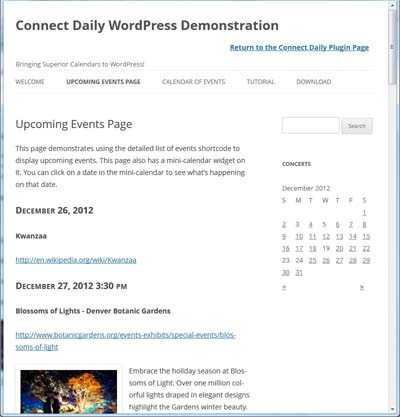 Connect Daily WordPress Demonstration
Return to the Connect Daily Plugin Page
Bringing Superior Calendars to WordPress!
WELCOME UPCOMING EVENTS PAGE CALENDAR OF EVENTS TUTORIAL DOWNLOAD
Upcoming Events Page
This page demonstrates using the detailed list of events shortcode to
display upcoming events. This page also has a mini-calendar widget on
it. You can click on a date in the mini-calendar to see what's happening
on that date.
DECEMBER 26, 2012
Kwanzaa
http://en.wikipedia.org/wiki/Kwanzaa
DECEMBER 27, 2012 3:30 PM
Blossoms of Lights - Denver Botanic Gardens
http://www.botanicgardens.org/events-exhibits/special-events/blos-
soms-of-light
Embrace the holiday season at Blos-
soms of Light. Over one million col-
orful lights draped in elegant designs
highlight the Gardens winter beauty.
Search
CONCERTS
December 2012
S M T W T F S
1
2 3 4 5 6 7 8
9 10 11 12 13 14 15
16 17 18 19 20 21 22
23 24 25 26 27 28 29
30 31
« »